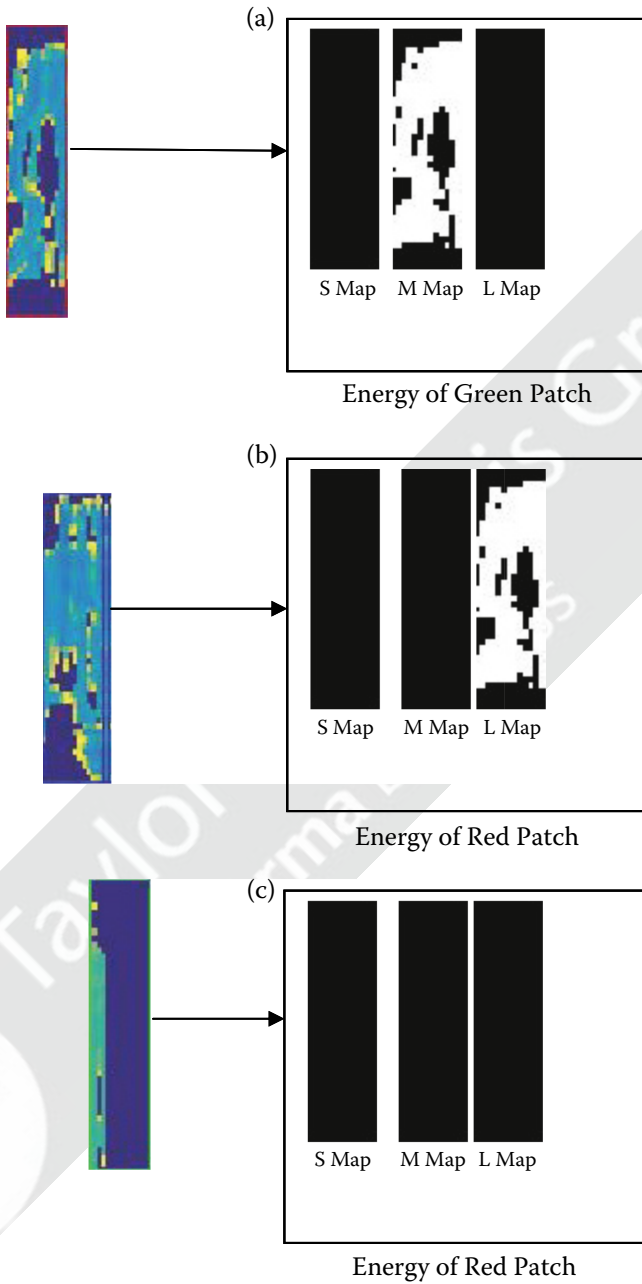 (a)
S Map M Map L Map
Energy of Green Patch
(b)
S Map M Map L Map
Energy of Red Patch
(c)
S Map M Map L Map
Energy of Red Patch
Taylor